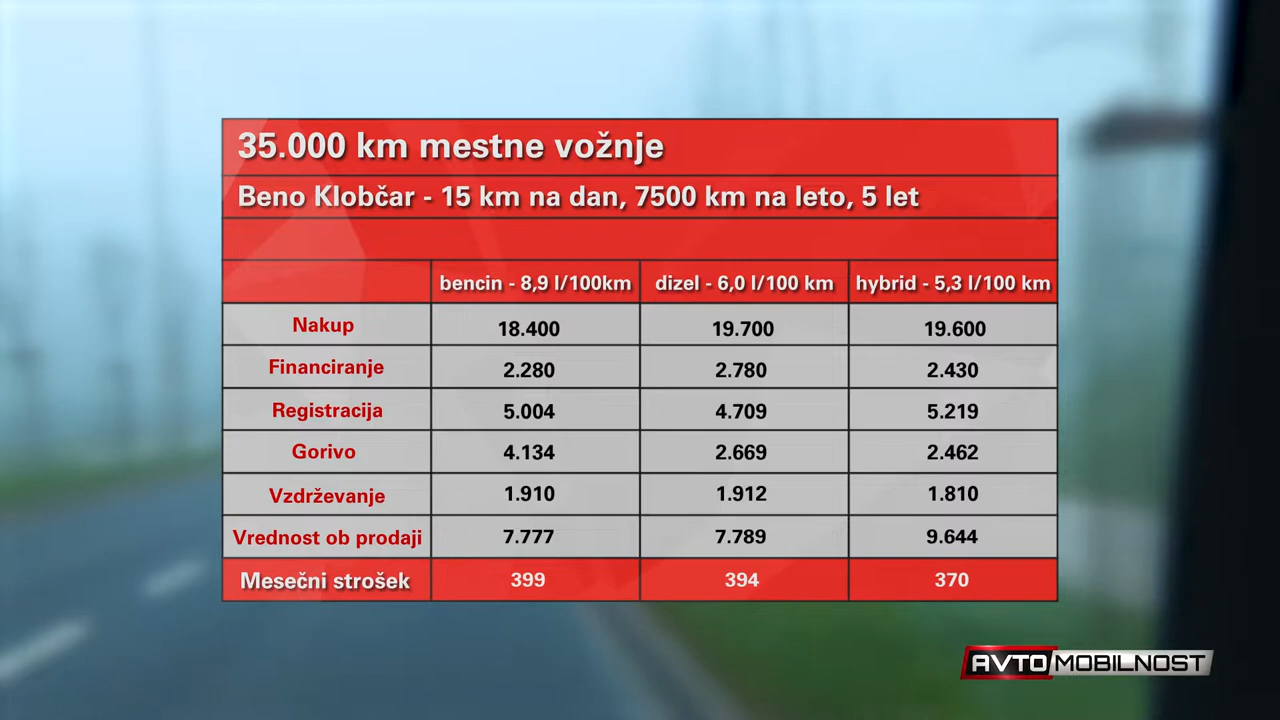 35.000 km mestne vožnje
Beno Klobčar - 15 km na dan, 7500 km na leto, 5 let
bencin - 8,9 l/100km dizel - 6,0 l/100 km hybrid - 5,3 l/100 km
Nakup 18.400 19.700 19.600
Financiranje 2.280 2.780 2.430
Registracija 5.004 4.709 5.219
Gorivo 4.134 2.669 2.462
Vzdrževanje 1.910 1.912 1.810
Vrednost ob prodaji 7.777 7.789 9.644
Mesečni strošek 399 394 370
AVTOMOBILNOST